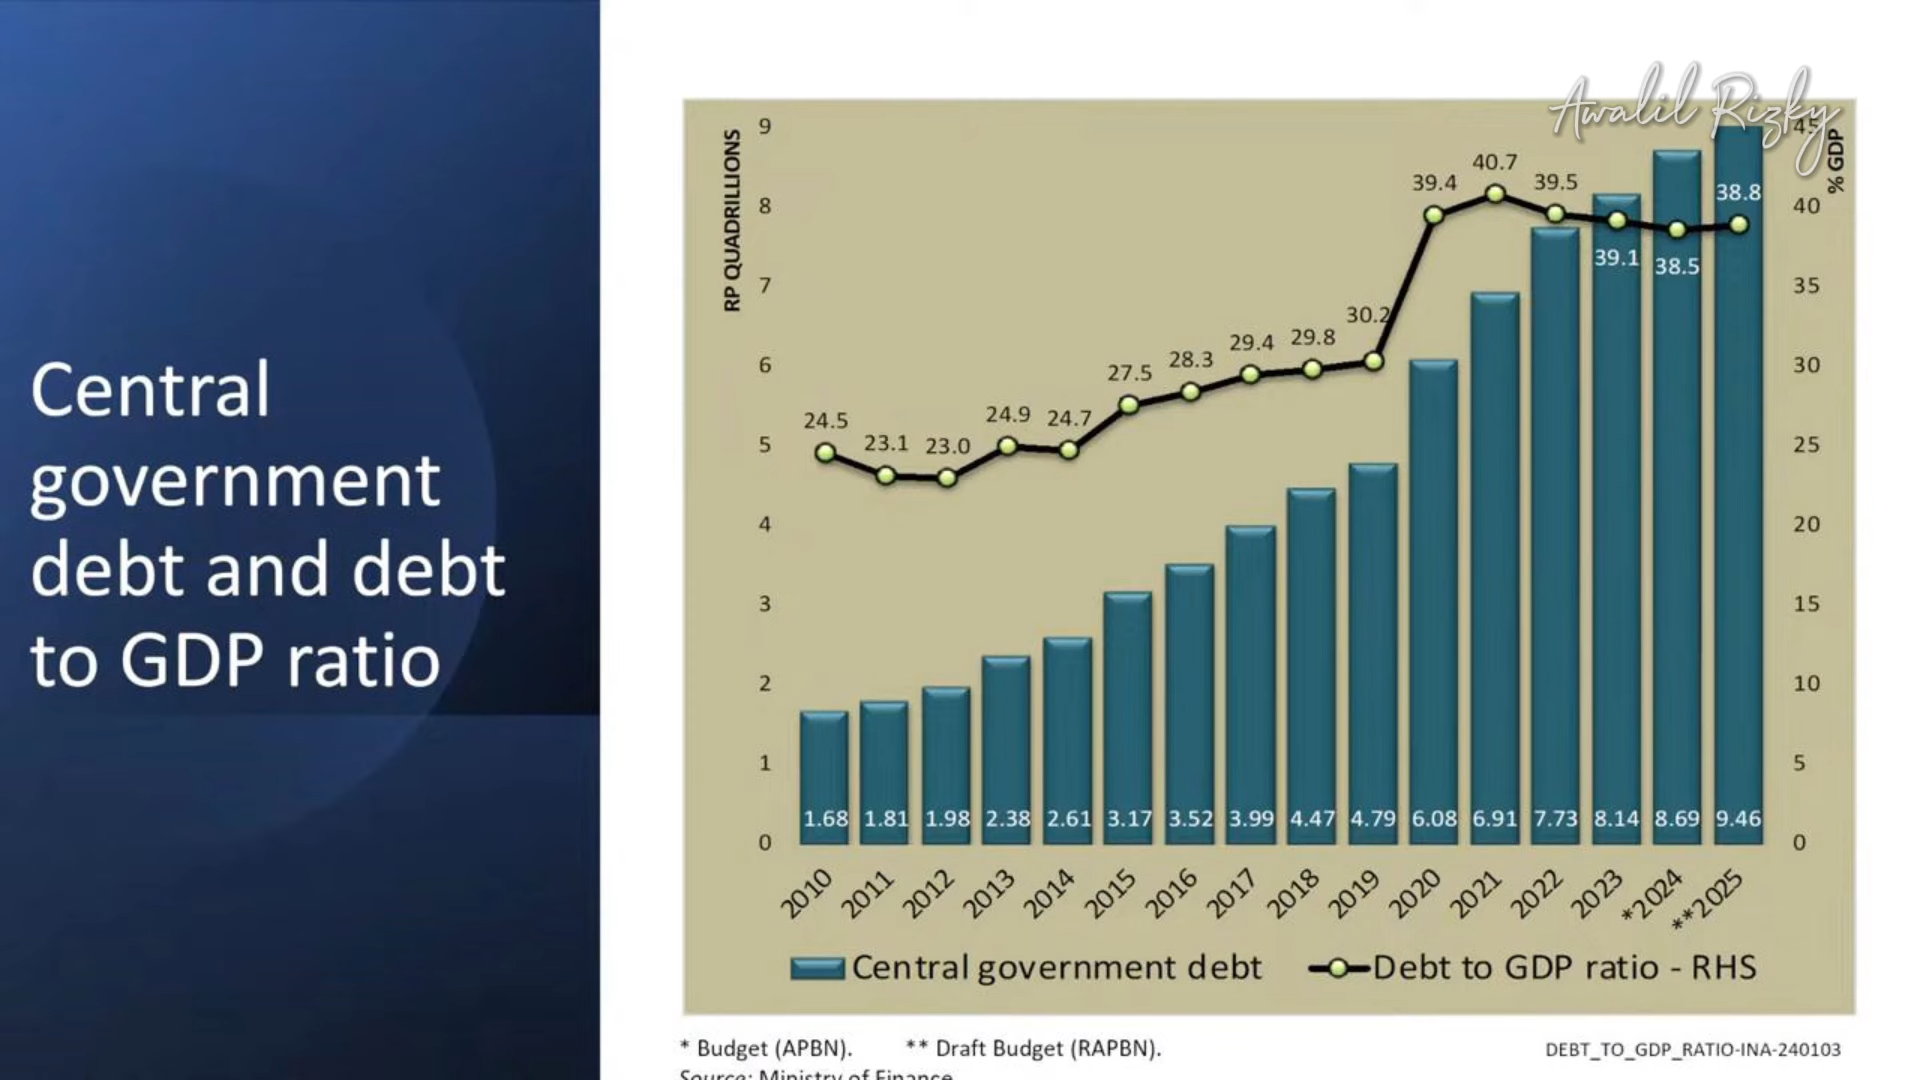 Central
government
debt and debt
to GDP ratio
Awalil Rizky
RP QUADRILLIONS
% GDP
9
8
7
6
5
4
3
2
1
0
45
40
35
30
25
20
15
10
5
0
24.5 23.1 23.0 24.9 24.7 27.5 28.3 29.4 29.8 30.2 39.4 40.7 39.5 39.1 38.5 38.8
1.68 1.81 1.98 2.38 2.61 3.17 3.52 3.99 4.47 4.79 6.08 6.91 7.73 8.14 8.69 9.46
2010 2011 2012 2013 2014 2015 2016 2017 2018 2019 2020 2021 2022 2023 *2024 **2025
Central government debt Debt to GDP ratio - RHS
* Budget (APBN). ** Draft Budget (RAPBN). DEBT_TO_GDP_RATIO-INA-240103
Source: Ministry of Finance